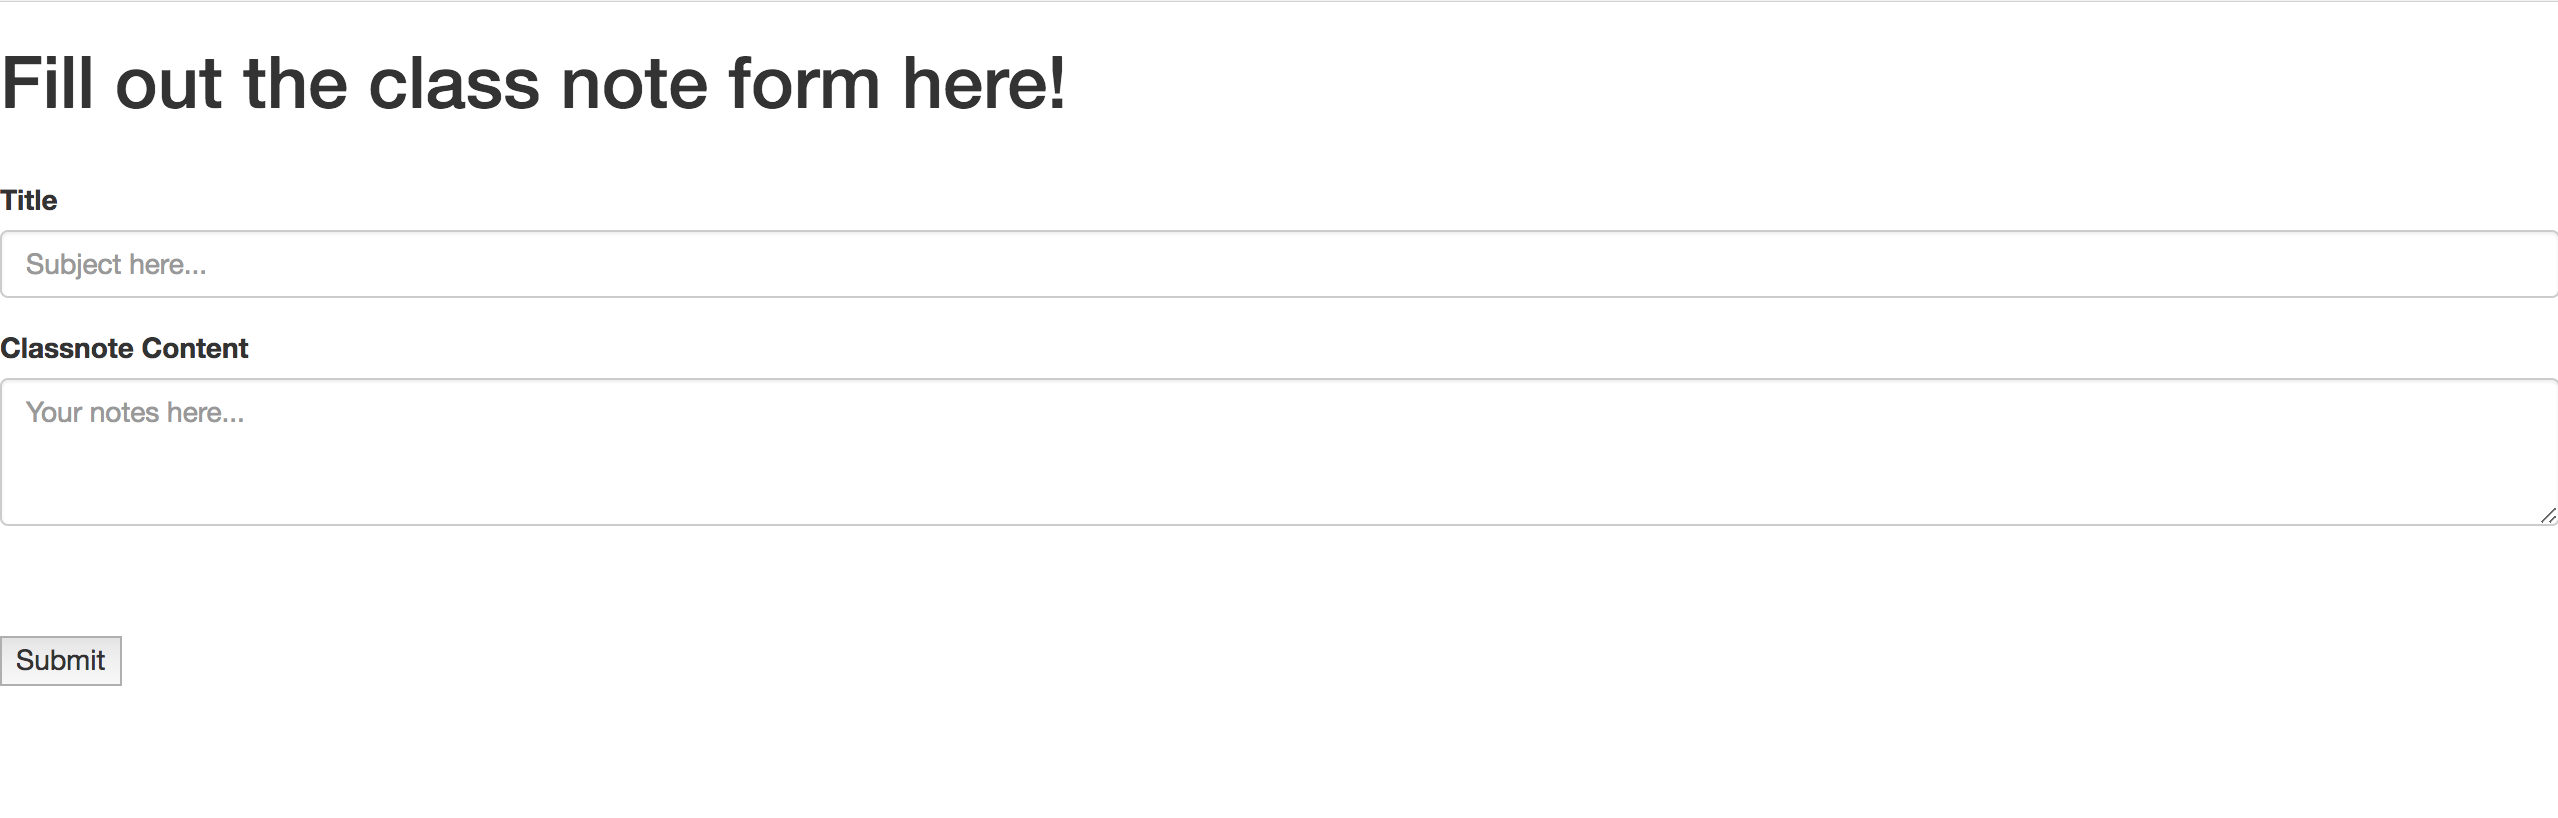 Fill out the class note form here!
Title
Subject here...
Classnote Content
Your notes here...
Submit